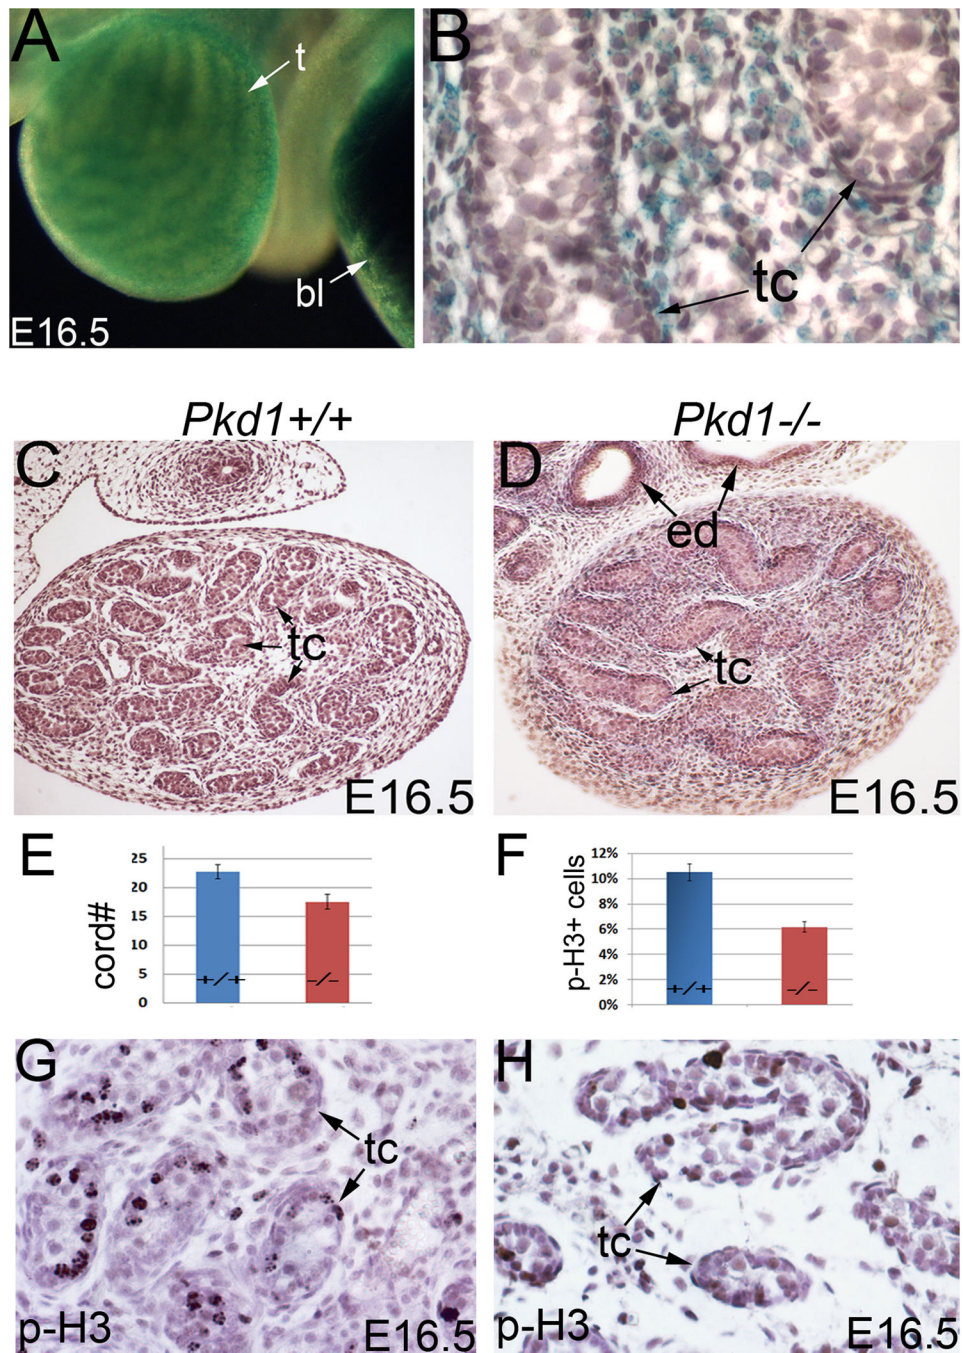 A
B
t
bl
tc
E16.5
Pkd1+/+
Pkd1-/-
C
D
ed
tc
tc
E16.5
E16.5
E
F
cord#
25
20
15
10
5
0
+/+
-/-
p-H3+ cells
12%
10%
8%
6%
4%
2%
0%
+/+
-/-
G
H
tc
tc
p-H3
E16.5
p-H3
E16.5